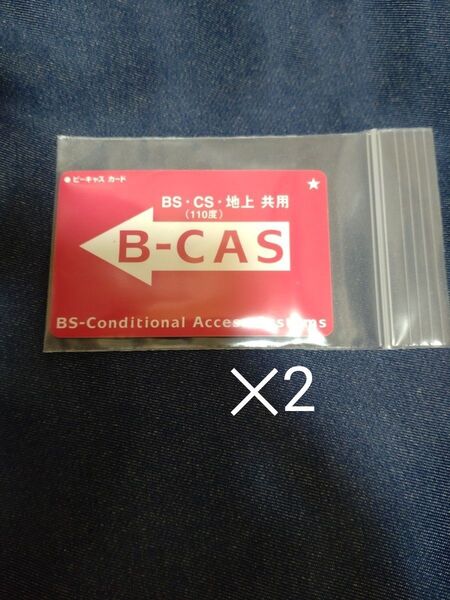 ビーキャス カード
★
BS・CS・地上 共用
(110度)
B-CAS
BS-Conditional Access Systems
×2